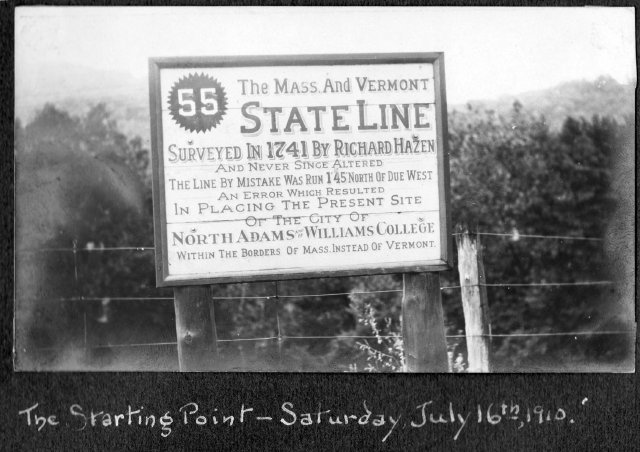 55
The Mass. And Vermont
State Line
Surveyed In 1741 By Richard Hazen
And Never Since Altered
The Line By Mistake Was Run 1°45' North Of Due West
An Error Which Resulted
In Placing The Present Site
Of The City Of
North Adams and Williams College
Within The Borders Of Mass. Instead Of Vermont.
The Starting Point – Saturday, July 16th, 1910.